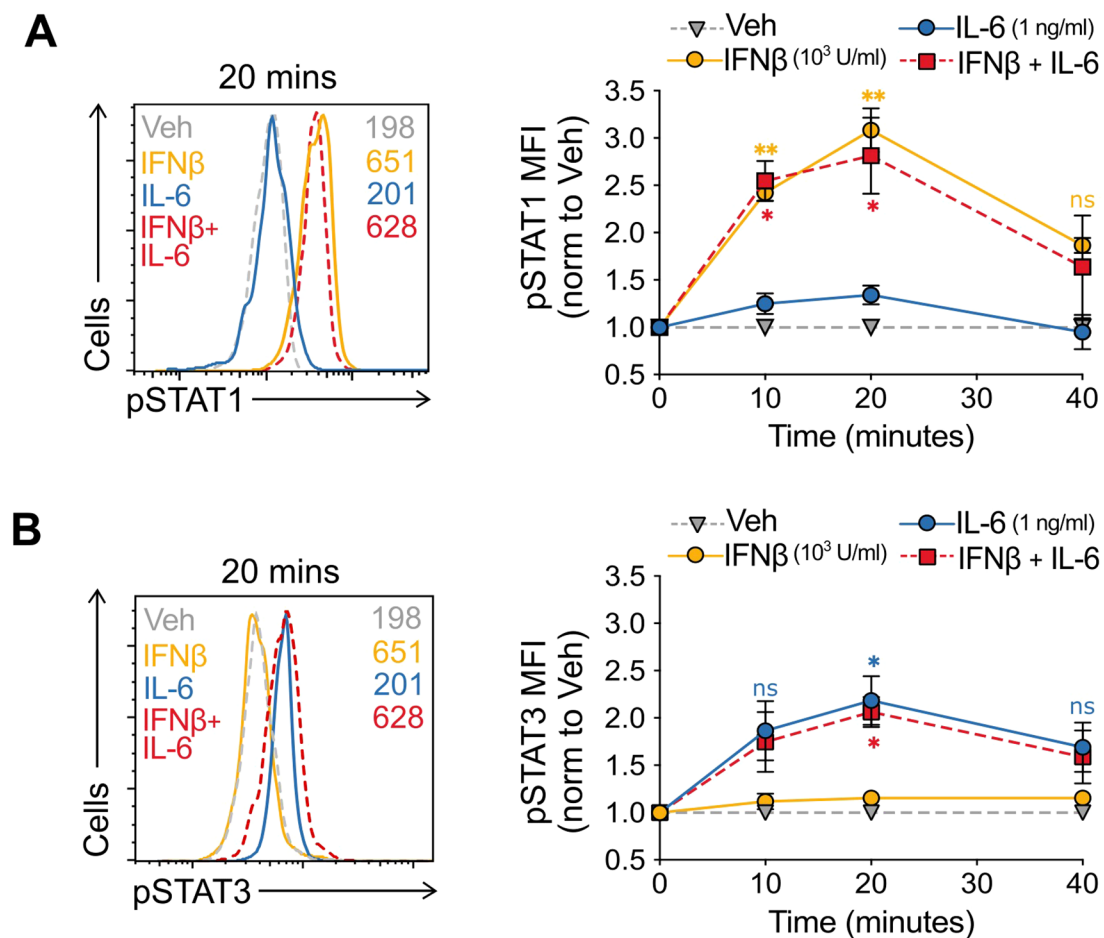 A
20 mins
Veh 198
IFNβ 651
IL-6 201
IFNβ+ 628
IL-6
Cells
pSTAT1
Veh
IL-6 (1 ng/ml)
IFNβ (10³ U/ml)
IFNβ + IL-6
pSTAT1 MFI
(norm to Veh)
3.5
3.0
2.5
2.0
1.5
1.0
0.5
**
**
*
*
ns
0 10 20 30 40
Time (minutes)
B
20 mins
Veh 198
IFNβ 651
IL-6 201
IFNβ+ 628
IL-6
Cells
pSTAT3
Veh
IL-6 (1 ng/ml)
IFNβ (10³ U/ml)
IFNβ + IL-6
pSTAT3 MFI
(norm to Veh)
3.5
3.0
2.5
2.0
1.5
1.0
0.5
ns
*
*
ns
0 10 20 30 40
Time (minutes)